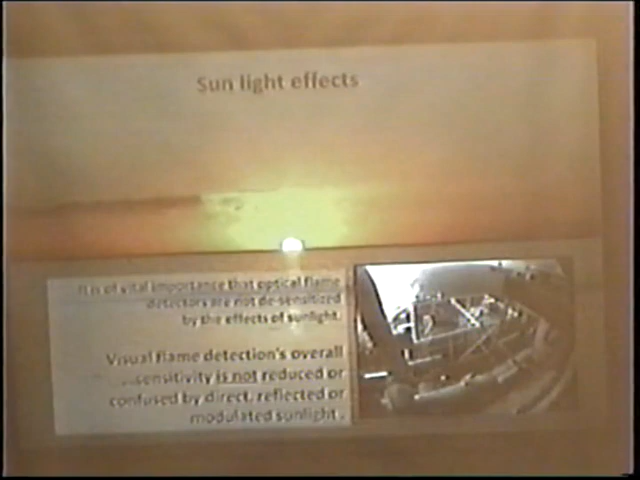 Sun light effects
It is of vital importance that optical flame
detectors are not de-sensitized
by the effects of sunlight.
Visual flame detection's overall
...sensitivity is not reduced or
confused by direct, reflected or
modulated sunlight .